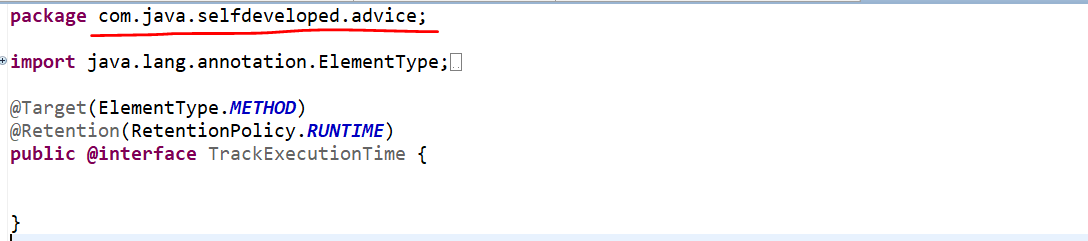 package com.java.selfdeveloped.advice;
import java.lang.annotation.ElementType;
@Target(ElementType.METHOD)
@Retention(RetentionPolicy.RUNTIME)
public @interface TrackExecutionTime {
}